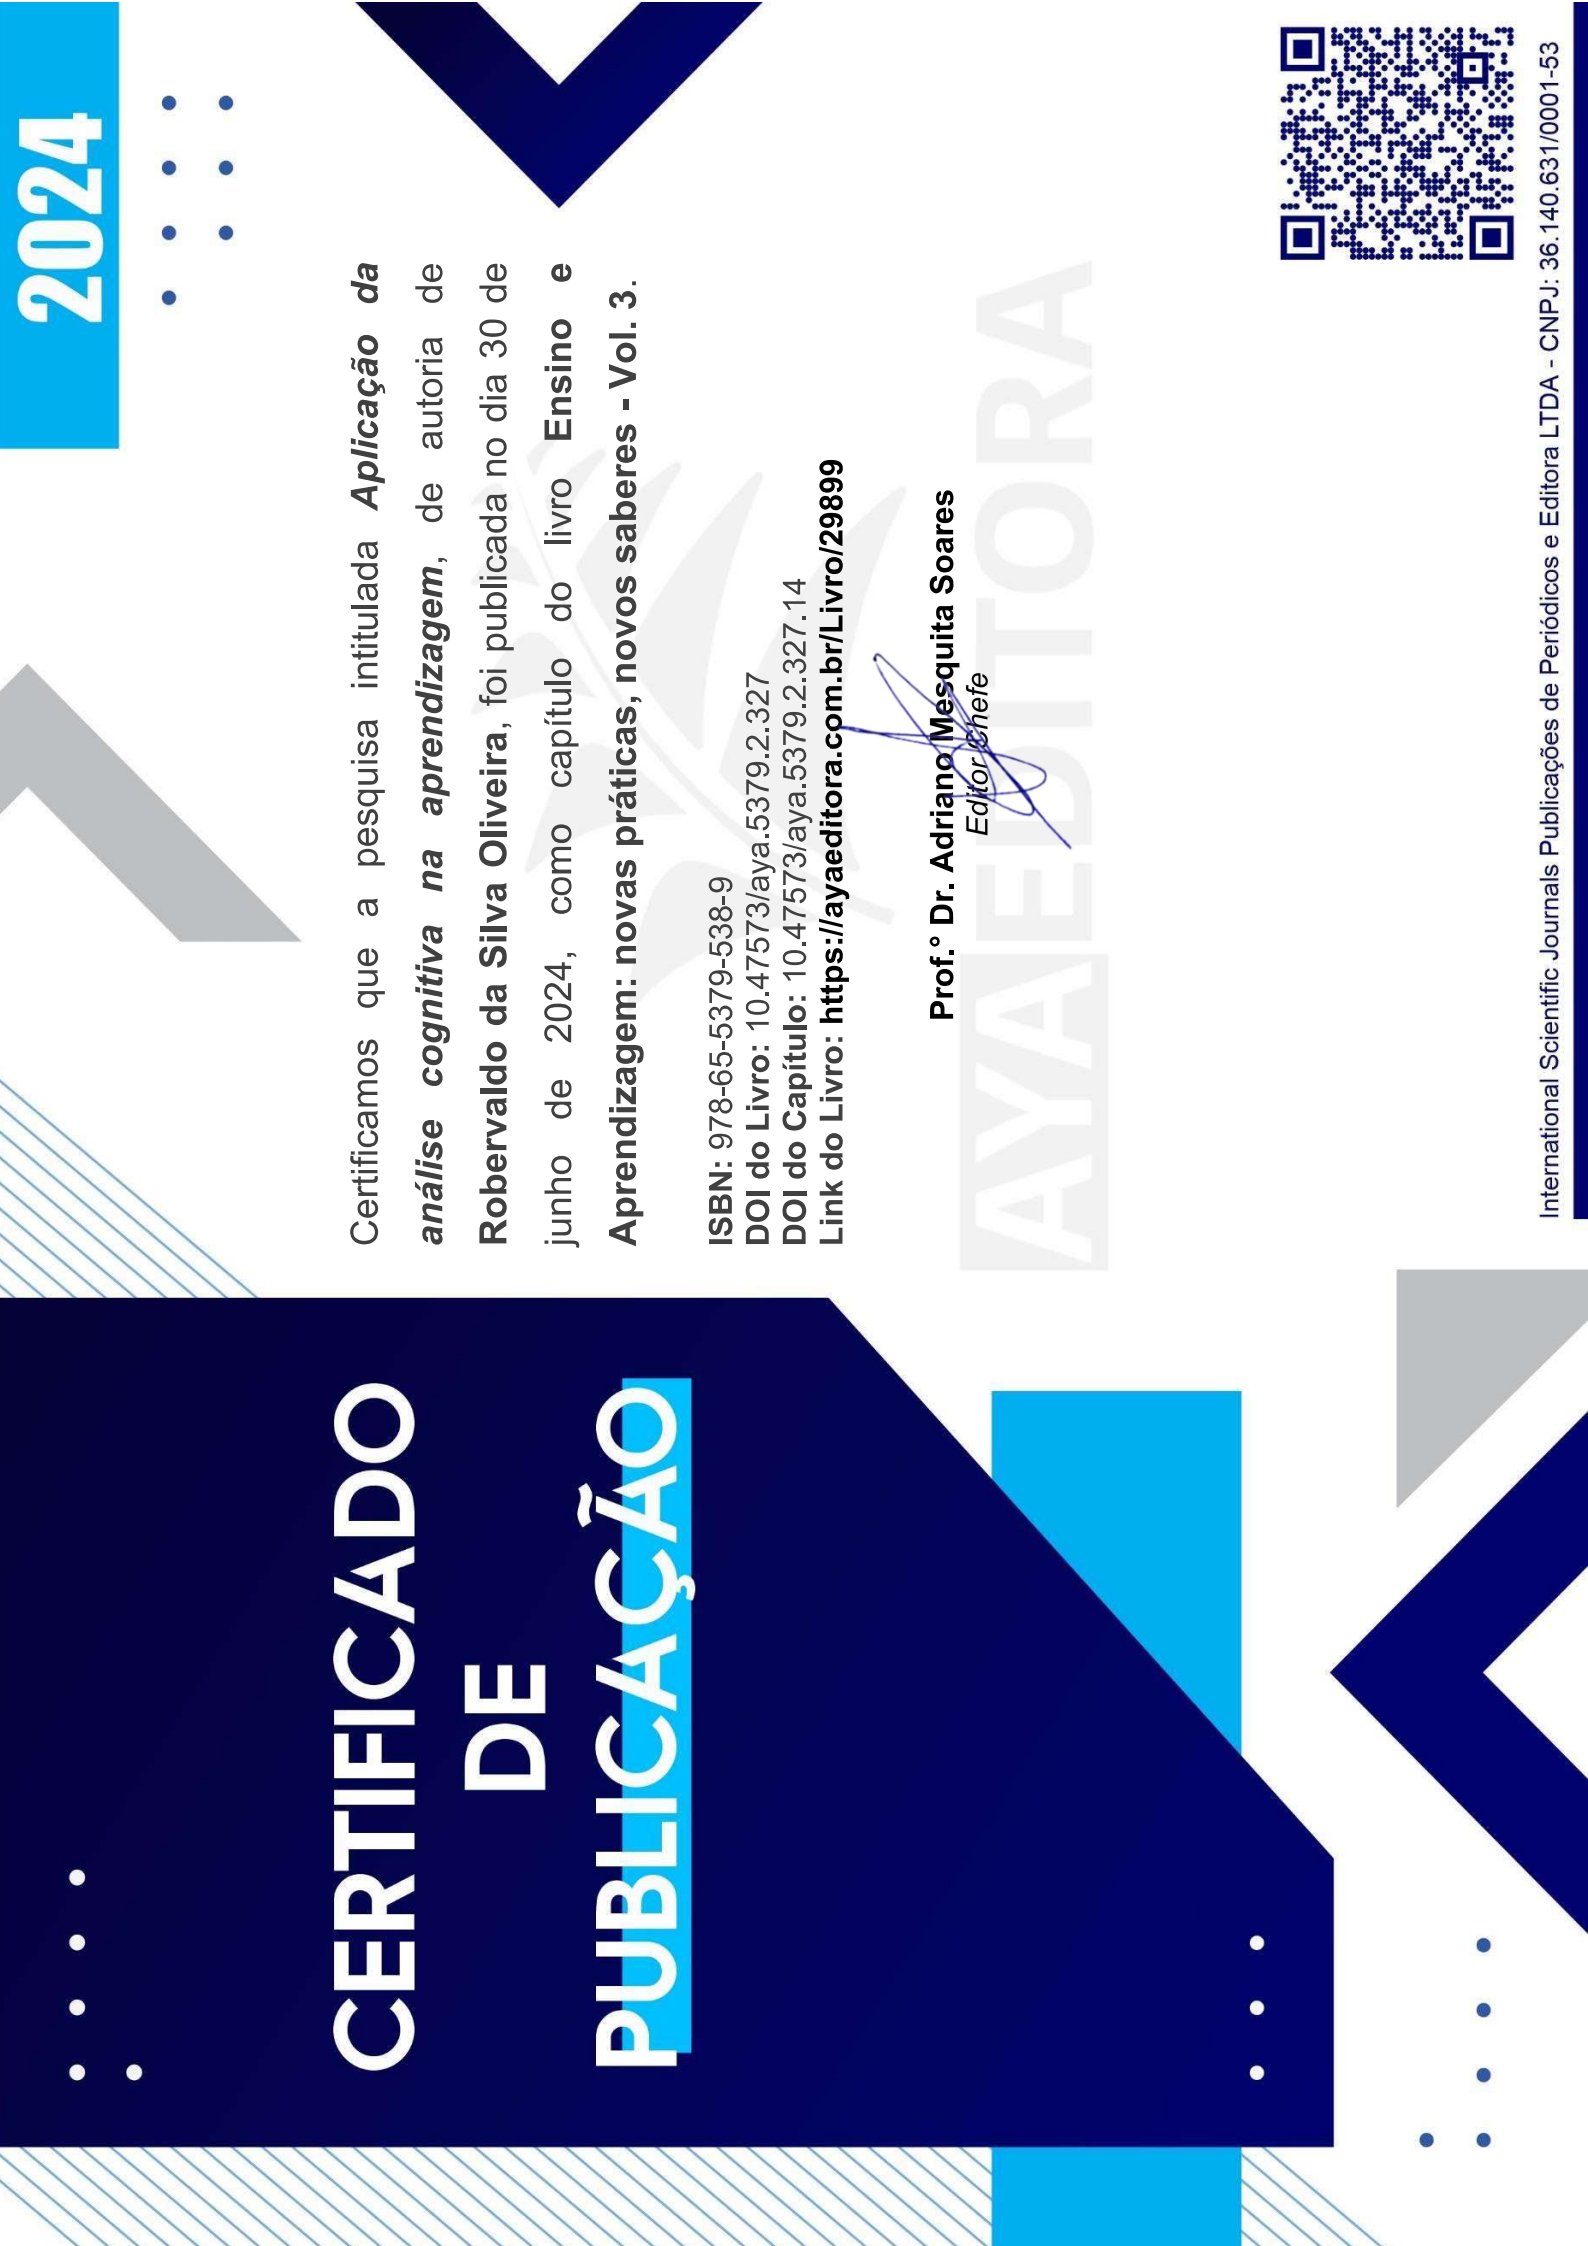 CERTIFICADO
DE
PUBLICAÇÃO
2024
Certificamos que a pesquisa intitulada Aplicação da
análise cognitiva na aprendizagem, de autoria de
Robervaldo da Silva Oliveira, foi publicada no dia 30 de
junho de 2024, como capítulo do livro Ensino e
Aprendizagem: novas práticas, novos saberes - Vol. 3.
ISBN: 978-65-5379-538-9
DOI do Livro: 10.47573/aya.5379.2.327
DOI do Capítulo: 10.47573/aya.5379.2.327.14
Link do Livro: https://ayaeditora.com.br/Livro/29899
Prof.° Dr. Adriano Mesquita Soares
Editor Chefe
AYAEDITORA
International Scientific Journals Publicações de Periódicos e Editora LTDA - CNPJ: 36.140.631/0001-53